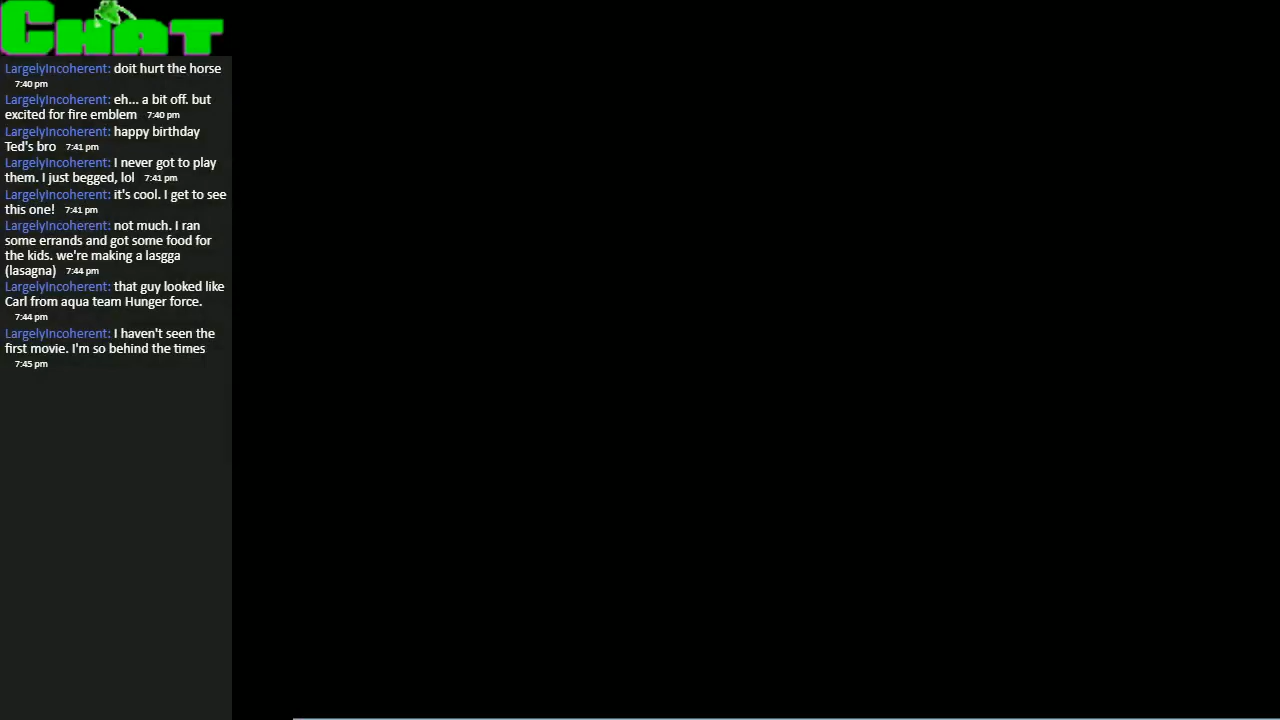 Chat
LargelyIncoherent: doit hurt the horse
7:40 pm
LargelyIncoherent: eh... a bit off. but
excited for fire emblem 7:40 pm
LargelyIncoherent: happy birthday
Ted's bro 7:41 pm
LargelyIncoherent: I never got to play
them. I just begged, lol 7:41 pm
LargelyIncoherent: it's cool. I get to see
this one! 7:41 pm
LargelyIncoherent: not much. I ran
some errands and got some food for
the kids. we're making a lasgga
(lasagna) 7:44 pm
LargelyIncoherent: that guy looked like
Carl from aqua team Hunger force.
7:44 pm
LargelyIncoherent: I haven't seen the
first movie. I'm so behind the times
7:45 pm